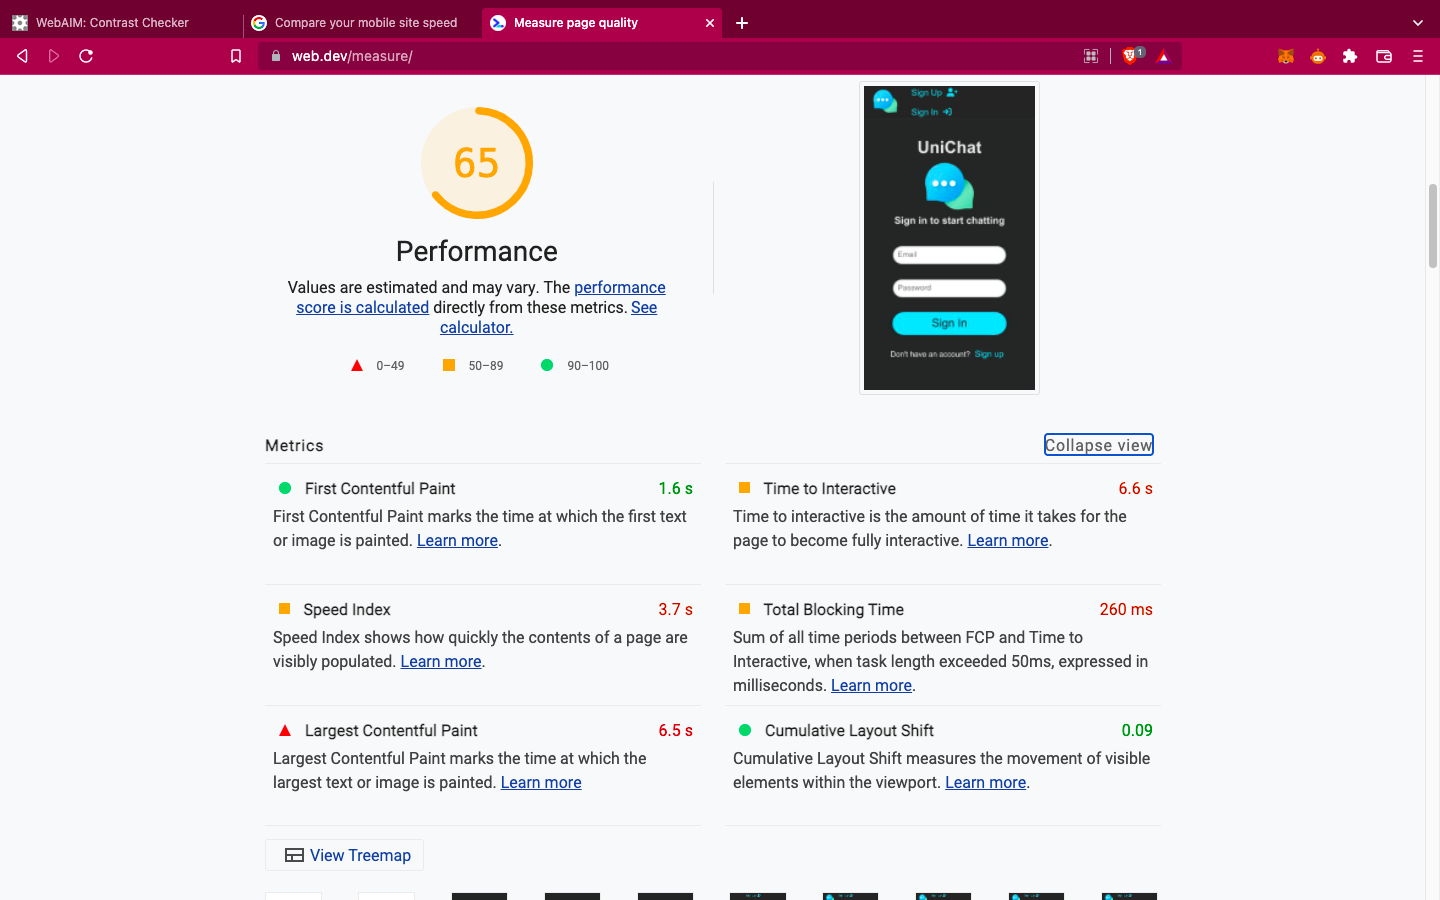 WebAIM: Contrast Checker
Compare your mobile site speed
Measure page quality
web.dev/measure/
1
65
Performance
Values are estimated and may vary. The performance
score is calculated directly from these metrics. See
calculator.
0–49
50–89
90–100
Sign Up
Sign In
UniChat
Sign in to start chatting
Email
Password
Sign In
Don't have an account? Sign up
Metrics
Collapse view
First Contentful Paint 1.6 s
First Contentful Paint marks the time at which the first text
or image is painted. Learn more.
Time to Interactive 6.6 s
Time to interactive is the amount of time it takes for the
page to become fully interactive. Learn more.
Speed Index 3.7 s
Speed Index shows how quickly the contents of a page are
visibly populated. Learn more.
Total Blocking Time 260 ms
Sum of all time periods between FCP and Time to
Interactive, when task length exceeded 50ms, expressed in
milliseconds. Learn more.
Largest Contentful Paint 6.5 s
Largest Contentful Paint marks the time at which the
largest text or image is painted. Learn more
Cumulative Layout Shift 0.09
Cumulative Layout Shift measures the movement of visible
elements within the viewport. Learn more.
View Treemap